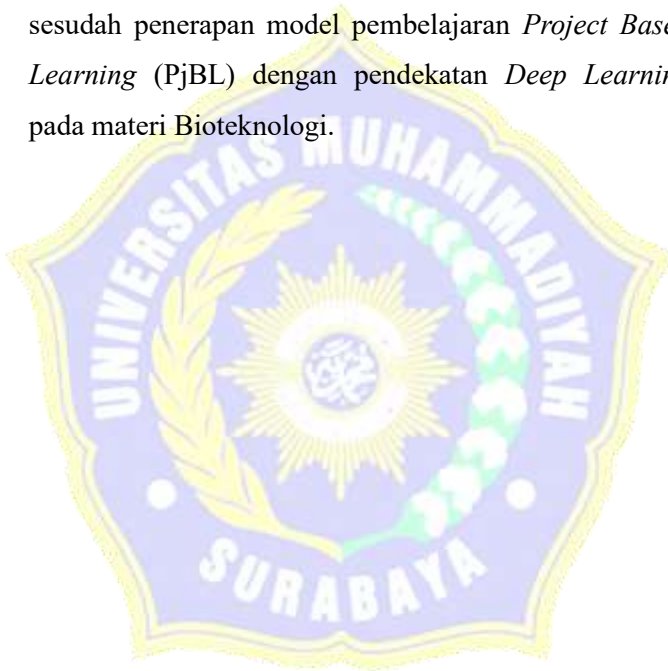 sesudah penerapan model pembelajaran Project Base
Learning (PjBL) dengan pendekatan Deep Learnin
pada materi Bioteknologi.
UNIVERSITAS MUHAMMADIYAH
SURABAYA